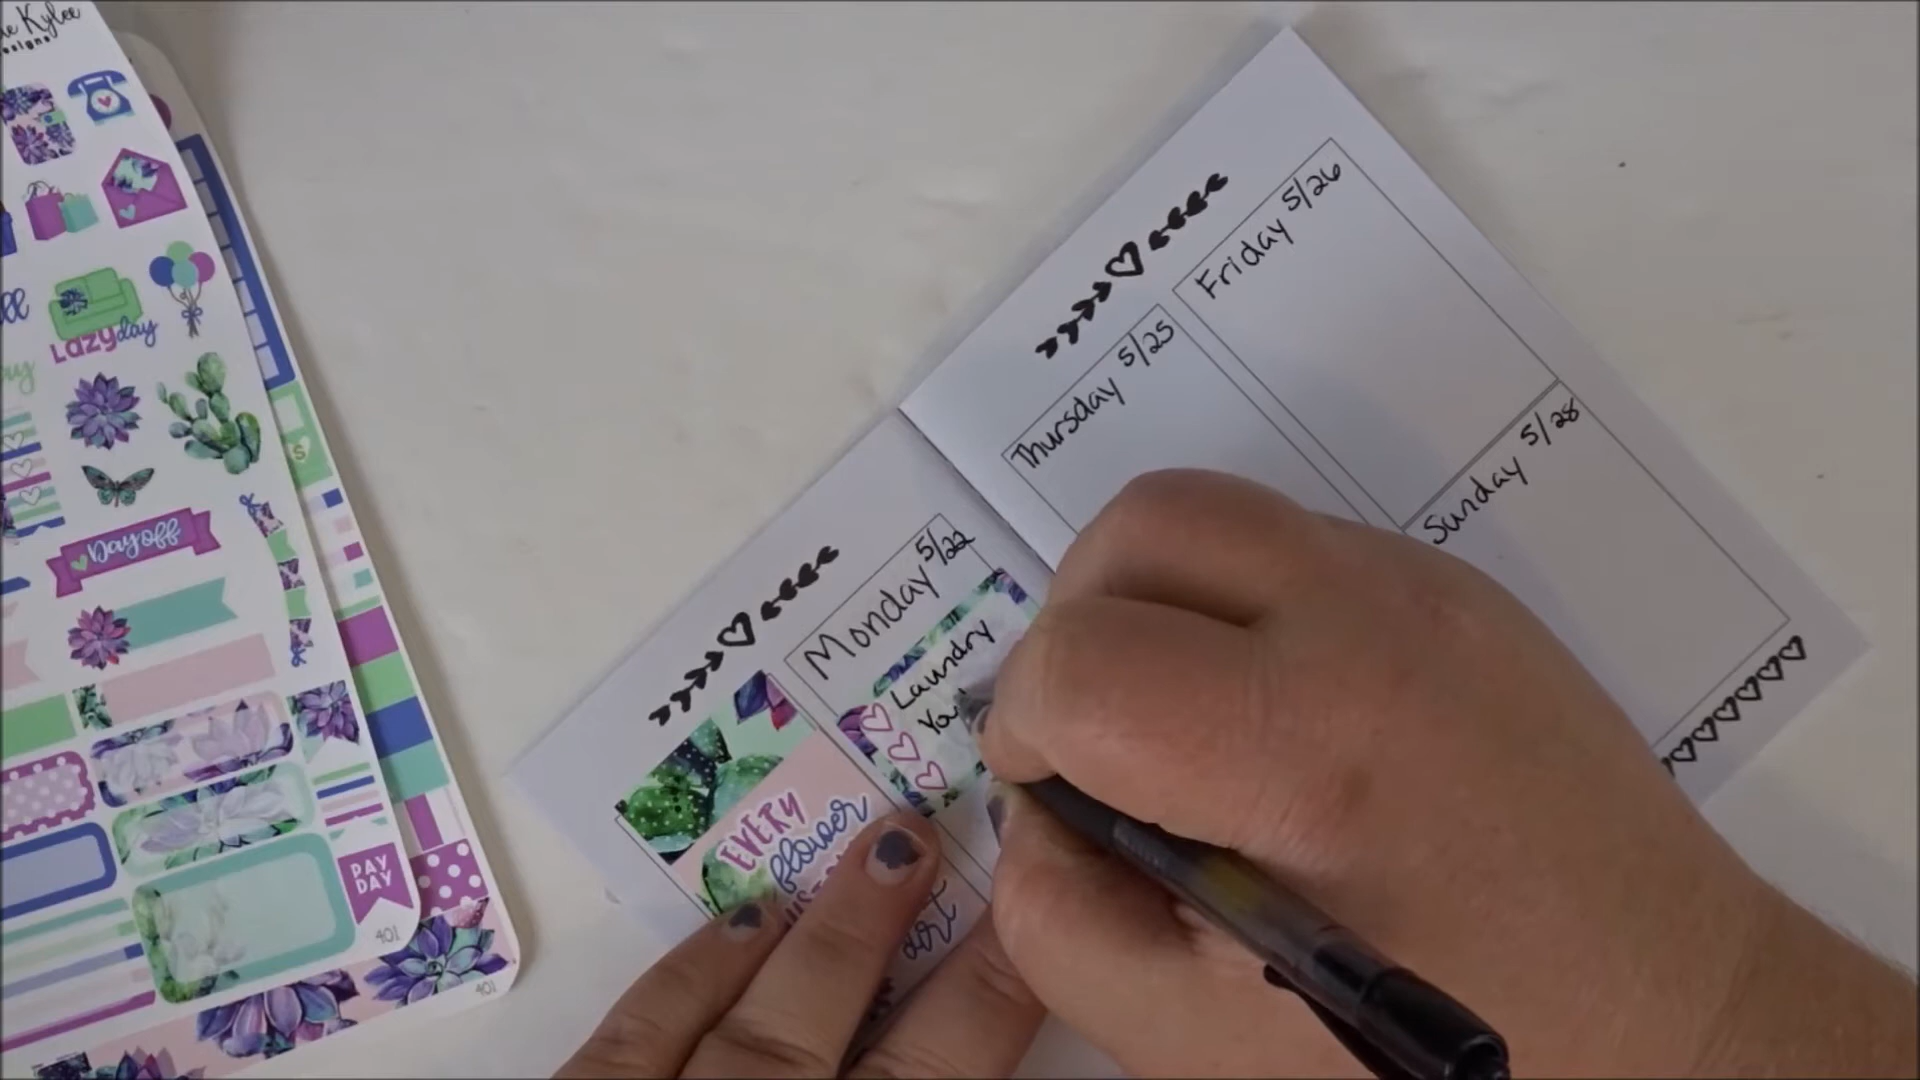 Kylee
Lazy day
Day off
PAY
DAY
401
401
Monday 5/22
Laundry
EVERY
flower
dirt
Thursday 5/25
Friday 5/26
Sunday 5/28